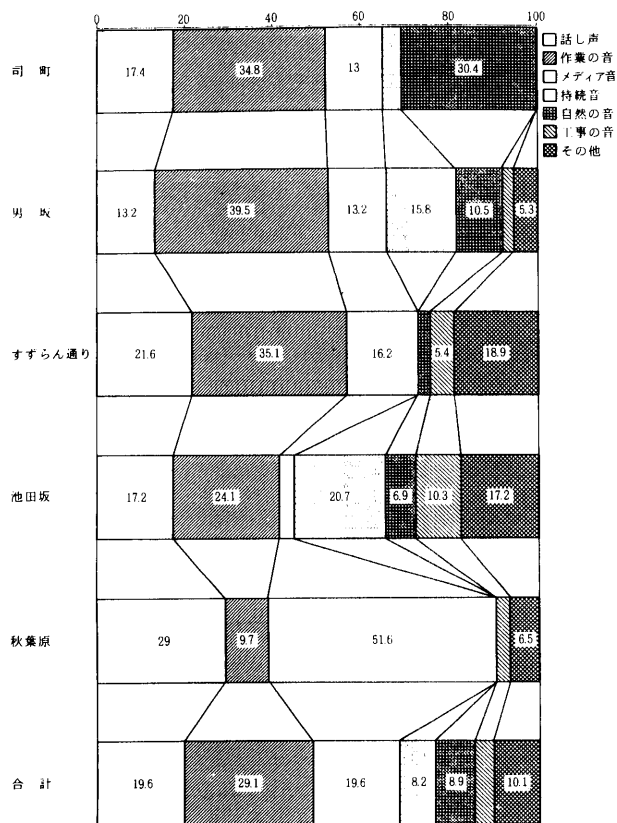 0 20 40 60 80 100
話し声
作業の音
メディア音
持続音
自然の音
工事の音
その他
司町 17.4 34.8 13 30.4
男坂 13.2 39.5 13.2 15.8 10.5 5.3
すずらん通り 21.6 35.1 16.2 5.4 18.9
池田坂 17.2 24.1 20.7 6.9 10.3 17.2
秋葉原 29 9.7 51.6 6.5
合計 19.6 29.1 19.6 8.2 8.9 10.1